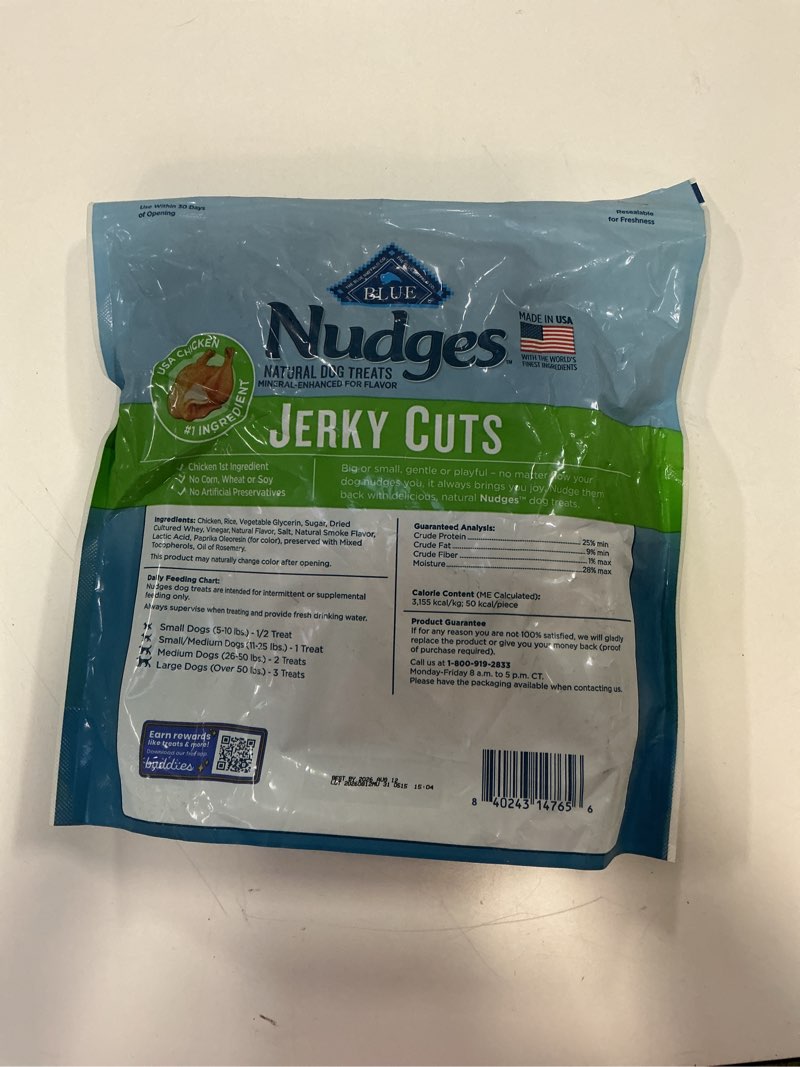 Use Within 30 Days
of Opening
Resealable
for Freshness
BLUE
Nudges™
NATURAL DOG TREATS
MINERAL-ENHANCED FOR FLAVOR
MADE IN USA
WITH THE WORLD'S
FINEST INGREDIENTS
USA CHICKEN
#1 INGREDIENT
JERKY CUTS
✓ Chicken 1st Ingredient
✓ No Corn, Wheat or Soy
✓ No Artificial Preservatives
Big or small, gentle or playful – no matter how your
dog nudges you, it always brings you joy. Nudge them
back with delicious, natural Nudges™ dog treats.
Ingredients: Chicken, Rice, Vegetable Glycerin, Sugar, Dried
Cultured Whey, Vinegar, Natural Flavor, Salt, Natural Smoke Flavor,
Lactic Acid, Paprika Oleoresin (for color), preserved with Mixed
Tocopherols, Oil of Rosemary.
This product may naturally change color after opening.
Daily Feeding Chart:
Nudges dog treats are intended for intermittent or supplemental
feeding only.
Always supervise when treating and provide fresh drinking water.
Small Dogs (5-10 lbs.) - 1/2 Treat
Small/Medium Dogs (11-25 lbs.) - 1 Treat
Medium Dogs (26-50 lbs.) - 2 Treats
Large Dogs (Over 50 lbs.) - 3 Treats
Guaranteed Analysis:
Crude Protein 25% min
Crude Fat 9% min
Crude Fiber 1% max
Moisture 28% max
Calorie Content (ME Calculated):
3,155 kcal/kg; 50 kcal/piece
Product Guarantee
If for any reason you are not 100% satisfied, we will gladly
replace the product or give you your money back (proof
of purchase required).
Call us at 1-800-919-2833
Monday-Friday 8 a.m. to 5 p.m. CT.
Please have the packaging available when contacting us.
Earn rewards
like treats & more!
Download our free app
buddies
BEST BY 2026 AUG 12
15:04
8 40243 14765 6